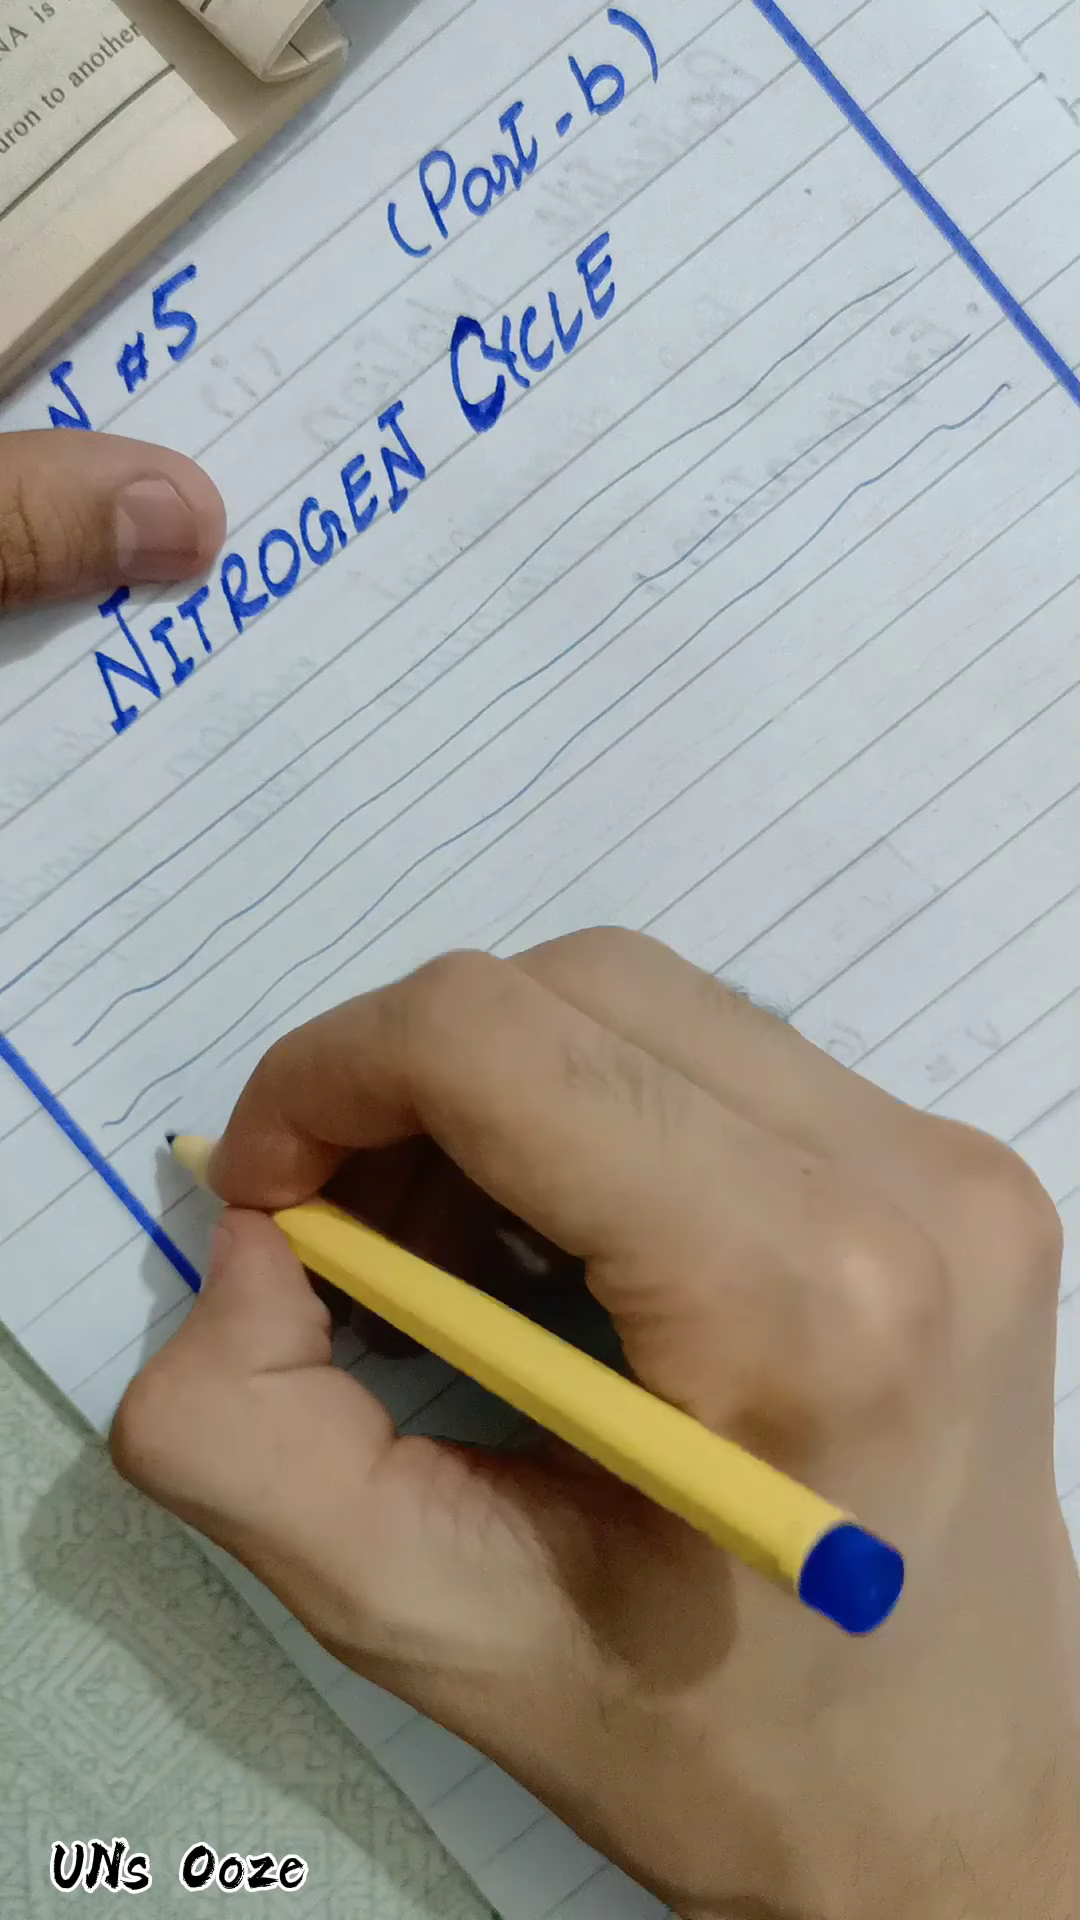 NA is
uron to another
N #5
(Part-b)
NITROGEN CYCLE
UNs Ooze